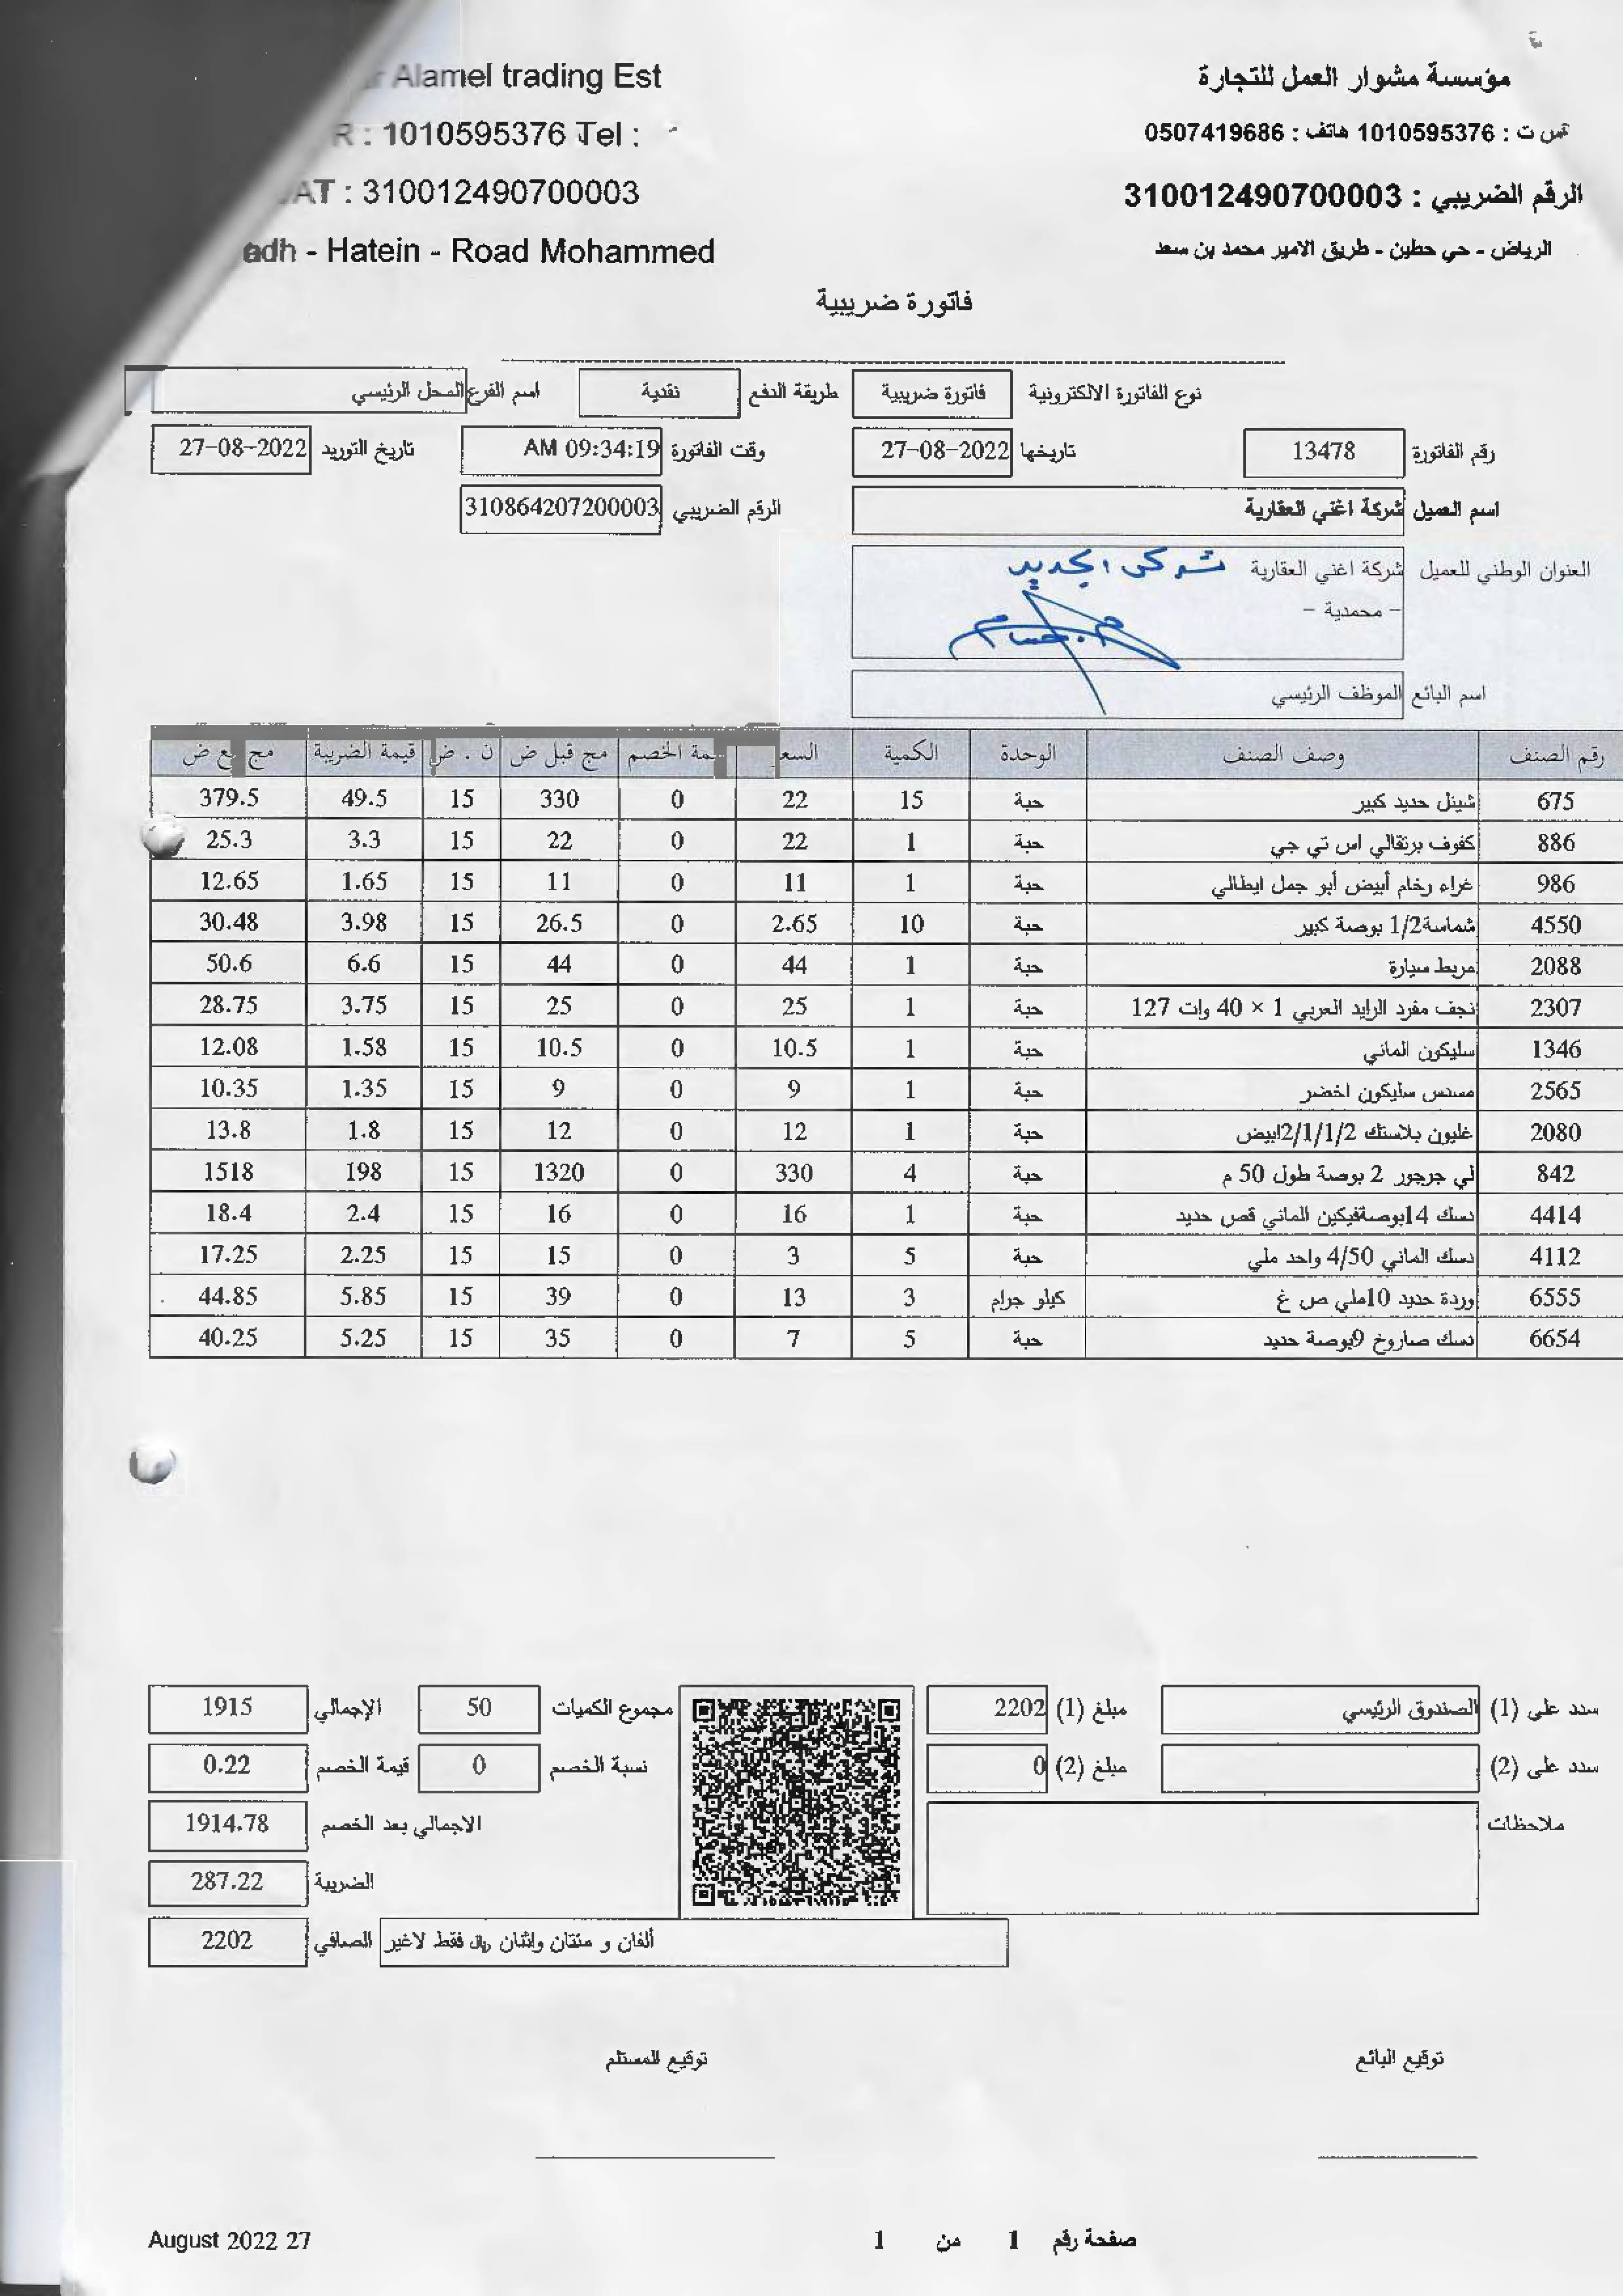 مؤسسة مشوار العمل للتجارة
Alamel trading Est
س ت : 1010595376 هاتف : 0507419686
R : 1010595376 Tel :
الرقم الضريبي : 310012490700003
VAT : 310012490700003
الرياض - حي حطين - طريق الامير محمد بن سعد
adh - Hatein - Road Mohammed
فاتورة ضريبية
نوع الفاتورة الالكترونية فاتورة ضريبية طريقة الدفع نقدية اسم الفرع المحل الرئيسي
رقم الفاتورة 13478 تاريخها 27-08-2022 وقت الفاتورة 09:34:19 AM تاريخ التوريد 27-08-2022
اسم العميل شركة اغني العقارية الرقم الضريبي 310864207200003
العنوان الوطني للعميل شركة اغني العقارية
- محمدية -
اسم البائع الموظف الرئيسي
رقم الصنف وصف الصنف الوحدة الكمية السعر مة الخصم مج قبل ض ن . ض قيمة الضريبة مج ع ض
675 شينل حديد كبير حبة 15 22 0 330 15 49.5 379.5
886 كفوف برتقالي اس تي جي حبة 1 22 0 22 15 3.3 25.3
986 غراء رخام أبيض أبو جمل ايطالي حبة 1 11 0 11 15 1.65 12.65
4550 شماسة1/2 بوصة كبير حبة 10 2.65 0 26.5 15 3.98 30.48
2088 مربط سيارة حبة 1 44 0 44 15 6.6 50.6
2307 نجف مفرد الرايد العربي 1 × 40 وات 127 حبة 1 25 0 25 15 3.75 28.75
1346 سليكون الماني حبة 1 10.5 0 10.5 15 1.58 12.08
2565 مسدس سليكون اخضر حبة 1 9 0 9 15 1.35 10.35
2080 غليون بلاستك 2/1/1/2ابيض حبة 1 12 0 12 15 1.8 13.8
842 لي جرجور 2 بوصة طول 50 م حبة 4 330 0 1320 15 198 1518
4414 دسك 14بوصةفيكين الماني قص حديد حبة 1 16 0 16 15 2.4 18.4
4112 دسك الماني 4/50 واحد ملي حبة 5 3 0 15 15 2.25 17.25
6555 وردة حديد 10ملي ص غ كيلو جرام 3 13 0 39 15 5.85 44.85
6654 دسك صاروخ 9بوصة حديد حبة 5 7 0 35 15 5.25 40.25
سدد على (1) الصندوق الرئيسي مبلغ (1) 2202 مجموع الكميات 50 الإجمالي 1915
سدد على (2) مبلغ (2) 0 نسبة الخصم 0 قيمة الخصم 0.22
ملاحظات الاجمالي بعد الخصم 1914.78
الضريبة 287.22
ألفان و مئتان واثنان ريال فقط لاغير الصافي 2202
توقيع البائع توقيع المستلم
صفحة رقم 1 من 1 August 2022 27